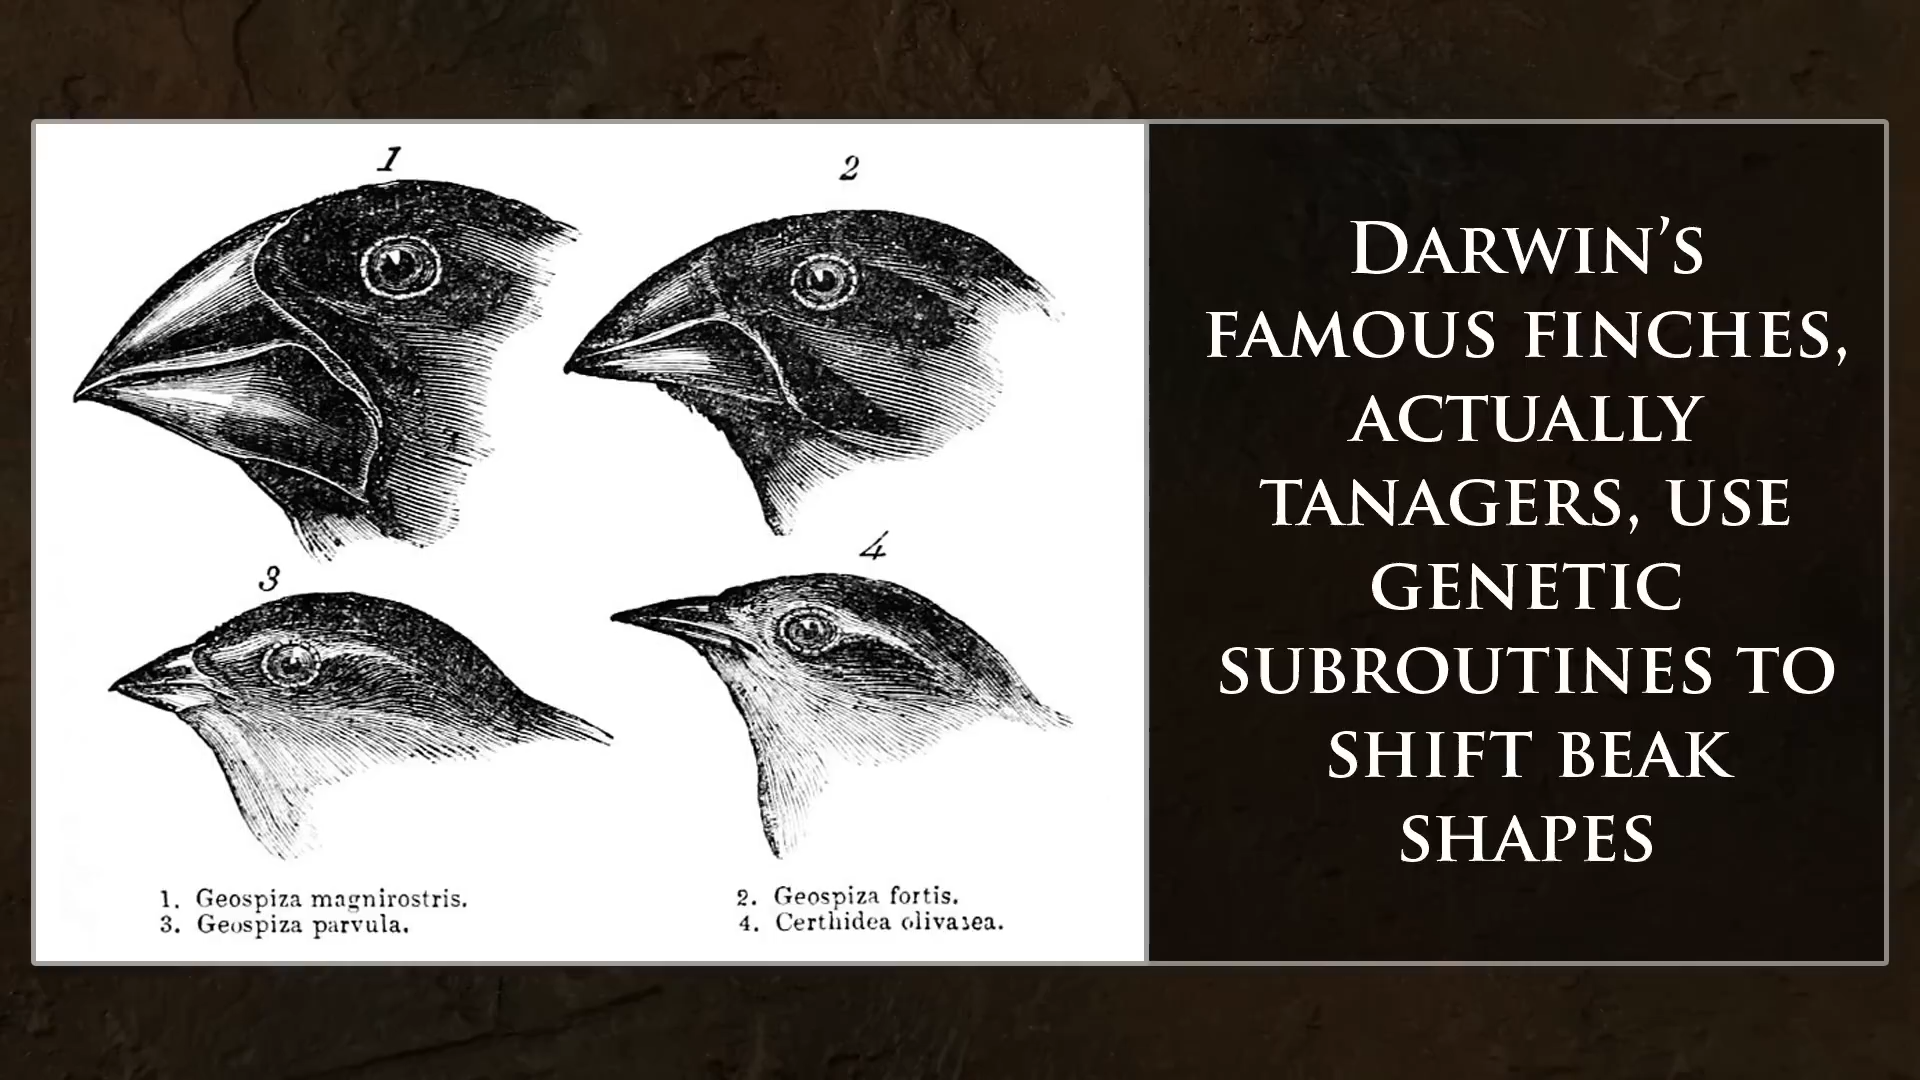 1
2
3
4
1. Geospiza magnirostris.
2. Geospiza fortis.
3. Geospiza parvula.
4. Certhidea olivasea.
DARWIN'S
FAMOUS FINCHES,
ACTUALLY
TANAGERS, USE
GENETIC
SUBROUTINES TO
SHIFT BEAK
SHAPES